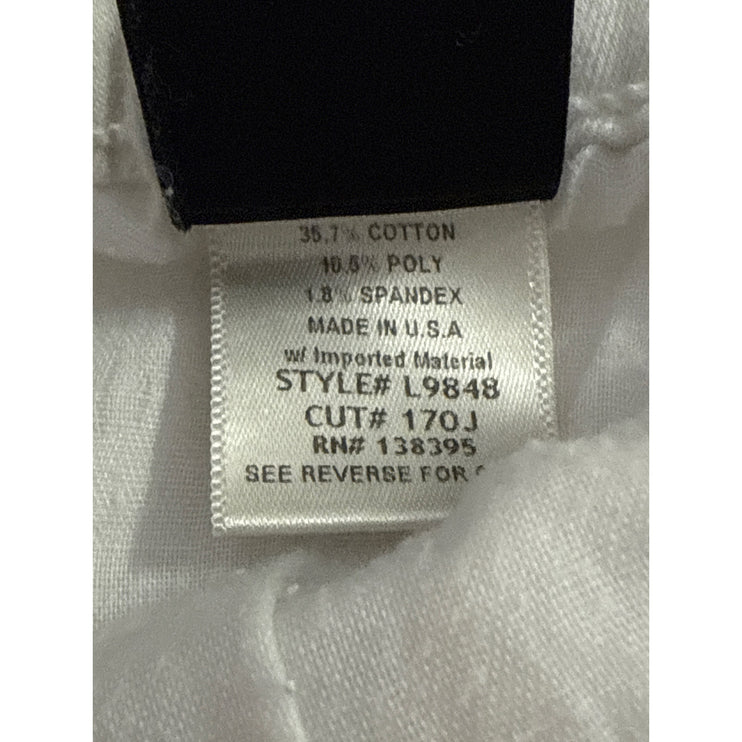 35.7% COTTON
10.6% POLY
1.8% SPANDEX
MADE IN U.S.A
w/ Imported Material
STYLE# L9848
CUT# 170J
RN# 138395
SEE REVERSE FOR